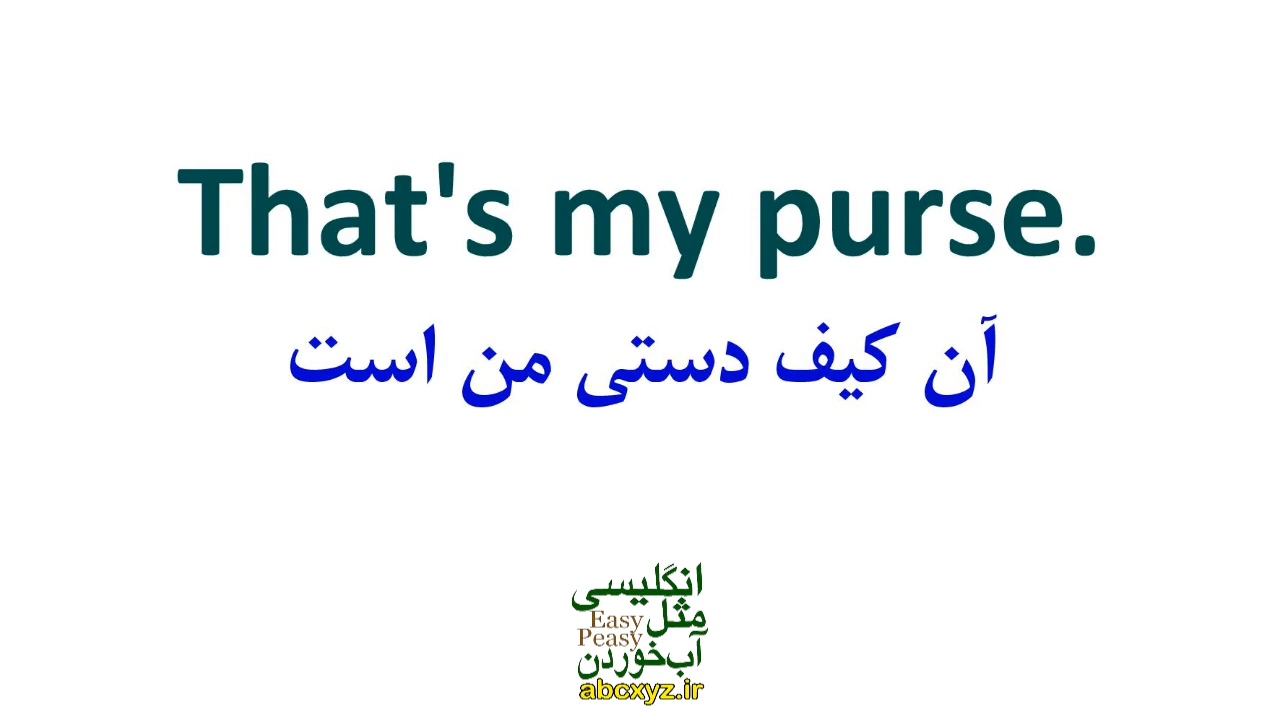 That's my purse.
آن کیف دستی من است
انگلیسی
مثل
Easy
Peasy
آب‌خوردن
abcxyz.ir